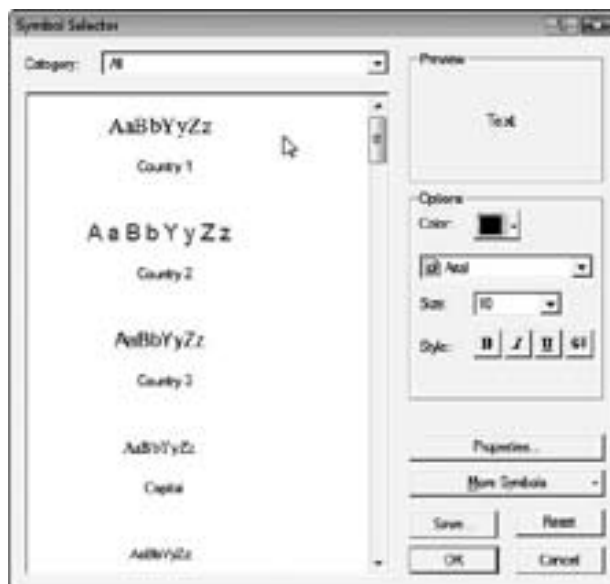 Symbol Selector
Category: All
AaBbYyZz
Country 1
AaBbYyZz
Country 2
AaBbYyZz
Country 3
AaBbYyZz
Capital
AaBbYyZz
Preview
Text
Options
Color:
Arial
Size: 10
Style: B I U
Properties...
More Symbols
Save... Reset
OK Cancel